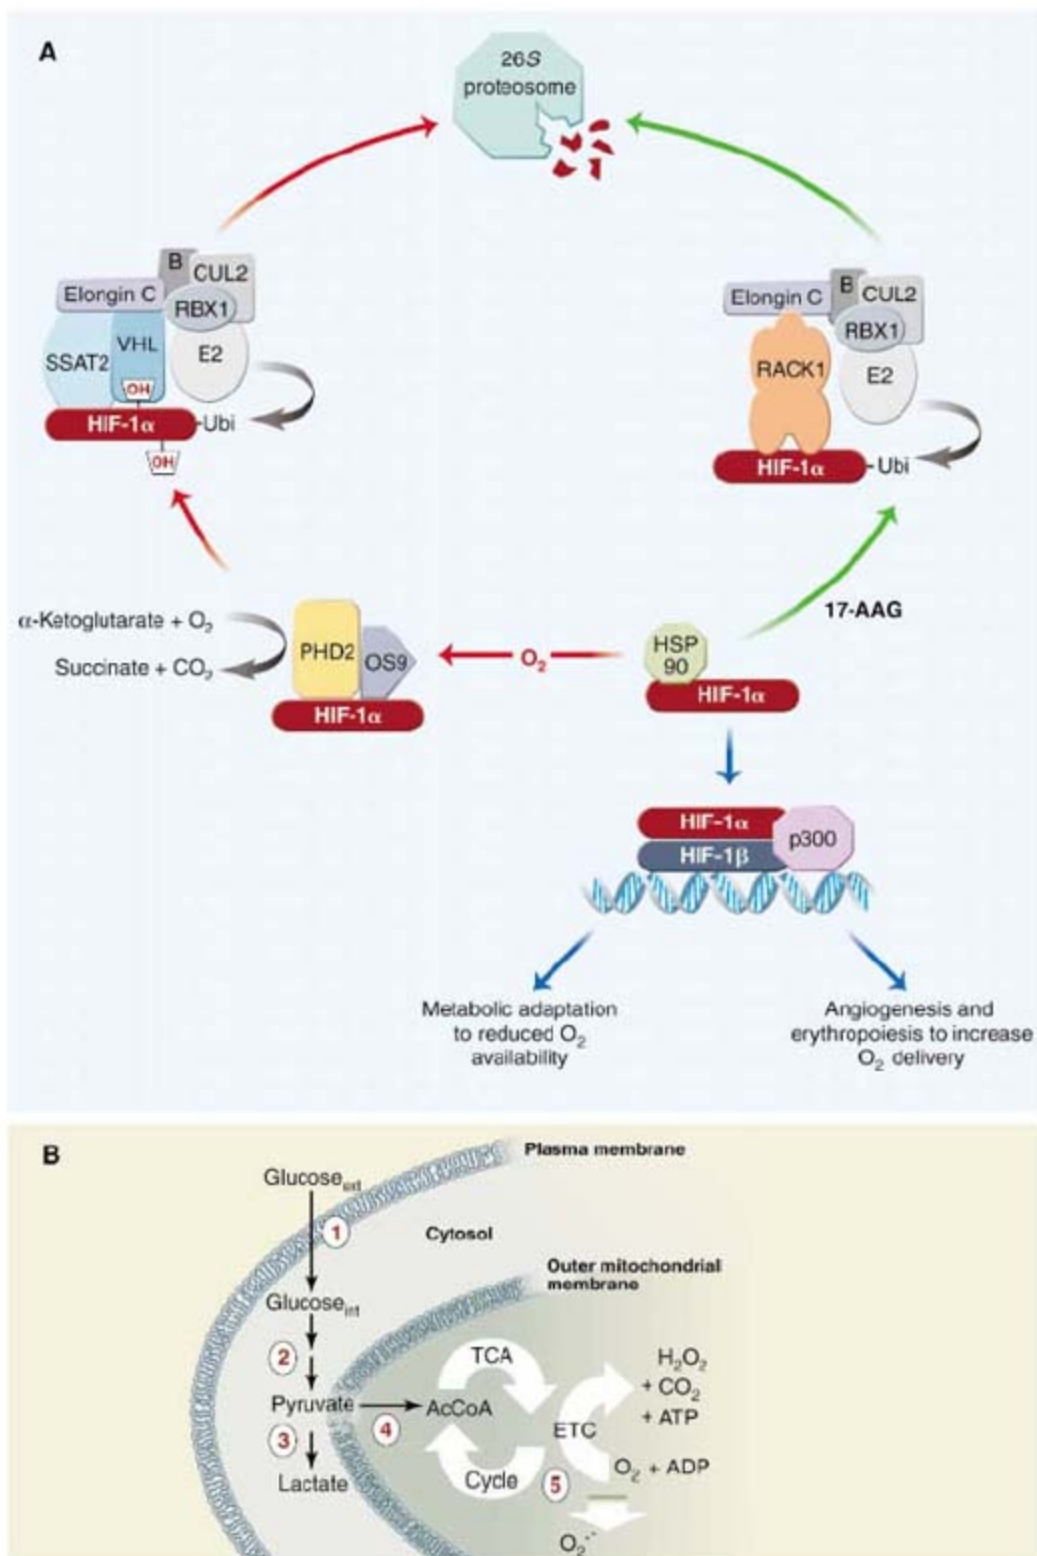 A
26S
proteosome
B
CUL2
Elongin C
RBX1
VHL
E2
SSAT2
OH
HIF-1α
Ubi
OH
B
CUL2
Elongin C
RBX1
RACK1
E2
HIF-1α
Ubi
17-AAG
α-Ketoglutarate + O₂
Succinate + CO₂
PHD2
OS9
HIF-1α
O₂
HSP
90
HIF-1α
HIF-1α
HIF-1β
p300
Metabolic adaptation
to reduced O₂
availability
Angiogenesis and
erythropoiesis to increase
O₂ delivery
B
Plasma membrane
Glucose ext
1
Cytosol
Outer mitochondrial
membrane
Glucose int
2
Pyruvate
3
Lactate
4
AcCoA
TCA
Cycle
ETC
5
H₂O₂
+ CO₂
+ ATP
O₂ + ADP
O₂··